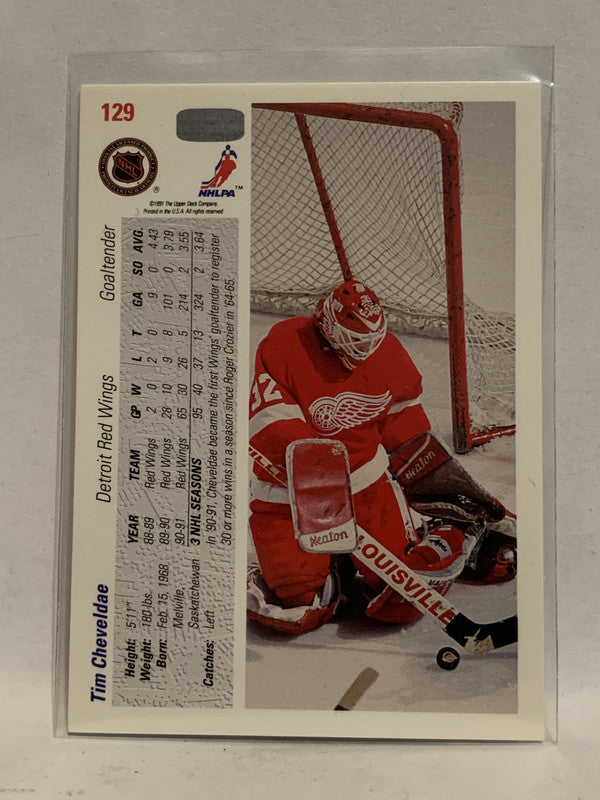 129
NHL
®
NHLPA
TM
©1991 The Upper Deck Company
Printed in the U.S.A. All rights reserved
Tim Cheveldae Detroit Red Wings Goaltender
Height: 5'11"
Weight: 180 lbs.
Born: Feb. 15, 1968
Melville,
Saskatchewan
Catches: Left
YEAR TEAM GP W L T GA SO AVG.
88-89 Red Wings 2 0 2 0 9 0 4.43
89-90 Red Wings 28 10 9 8 101 0 3.79
90-91 Red Wings 65 30 26 5 214 2 3.55
3 NHL SEASONS 95 40 37 13 324 2 3.64
In '90-91, Cheveldae became the first Wings' goaltender to register
30 or more wins in a season since Roger Crozier in '64-65.
32
Heaton
Heaton
LOUISVILLE